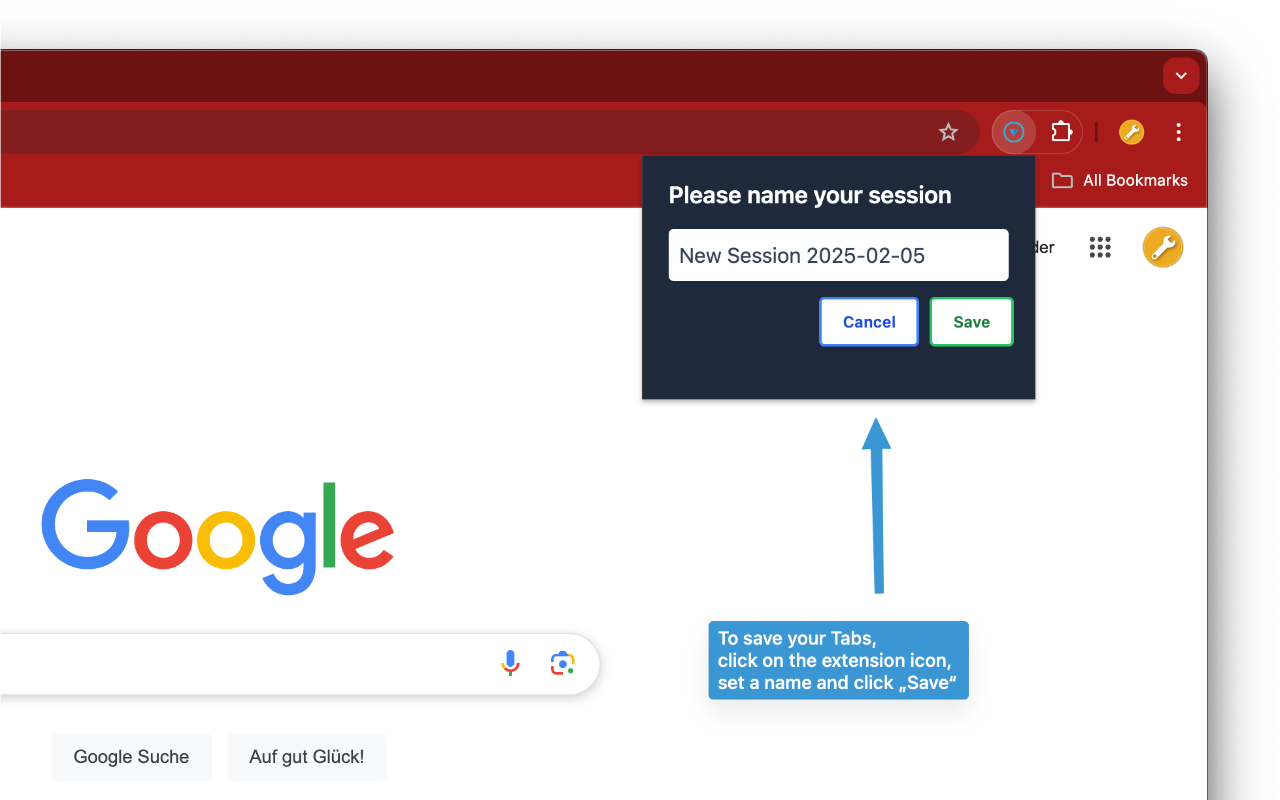 All Bookmarks
Please name your session
New Session 2025-02-05
der
Cancel
Save
Google
To save your Tabs,
click on the extension icon,
set a name and click „Save“
Google Suche
Auf gut Glück!